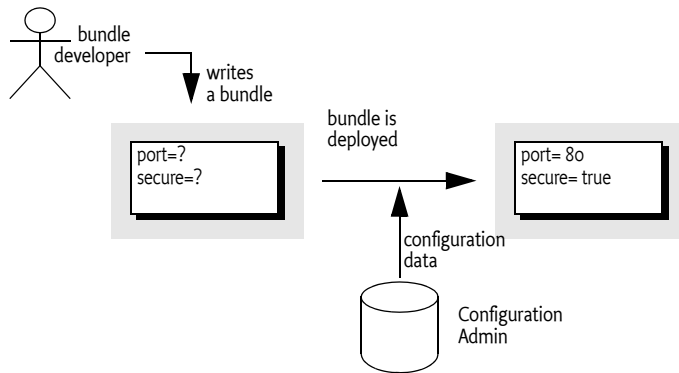 bundle
developer
writes
a bundle
bundle is
deployed
port=?
secure=?
port= 80
secure= true
configuration
data
Configuration
Admin